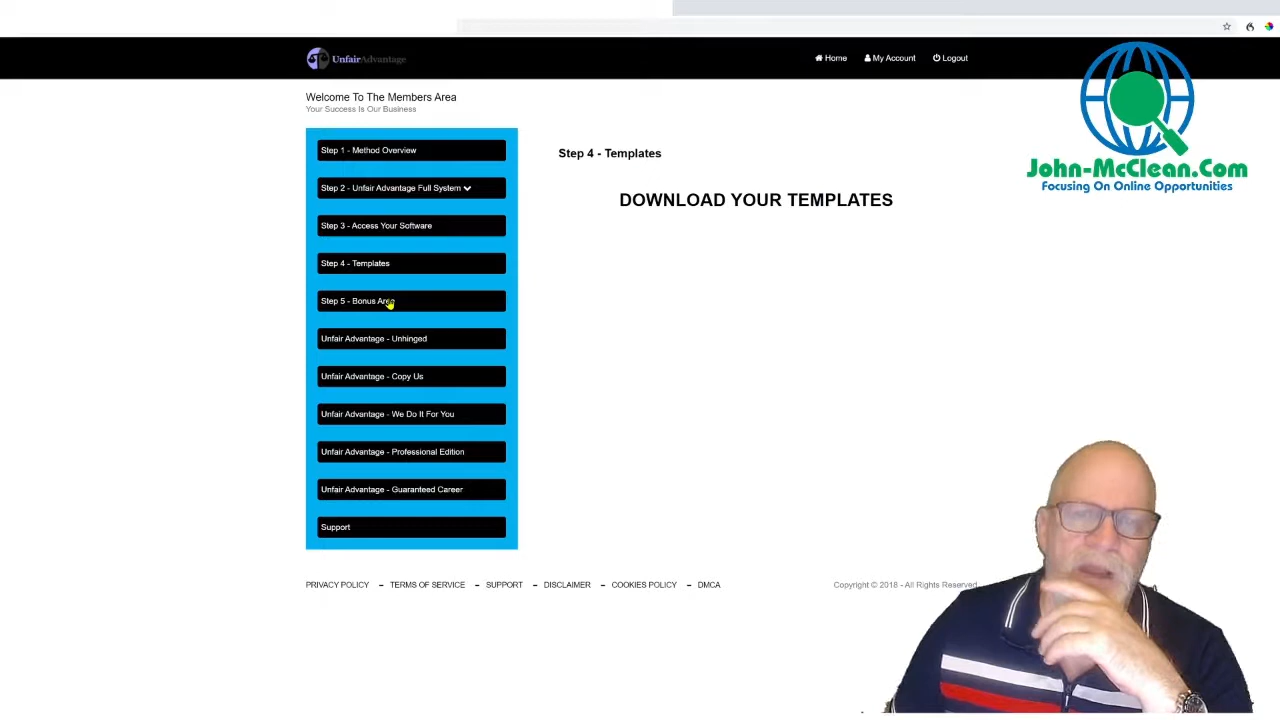 UnfairAdvantage
Home
My Account
Logout
John-McClean.Com
Focusing On Online Opportunities
Welcome To The Members Area
Your Success Is Our Business
Step 1 - Method Overview
Step 2 - Unfair Advantage Full System
Step 3 - Access Your Software
Step 4 - Templates
Step 5 - Bonus Area
Unfair Advantage - Unhinged
Unfair Advantage - Copy Us
Unfair Advantage - We Do It For You
Unfair Advantage - Professional Edition
Unfair Advantage - Guaranteed Career
Support
Step 4 - Templates
DOWNLOAD YOUR TEMPLATES
PRIVACY POLICY - TERMS OF SERVICE - SUPPORT - DISCLAIMER - COOKIES POLICY - DMCA
Copyright © 2018 - All Rights Reserved